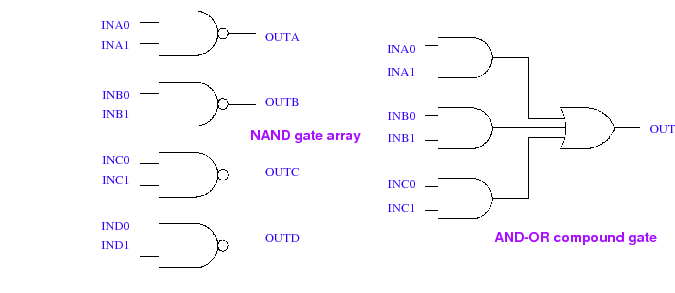 INA0
INA1
OUTA
INB0
INB1
OUTB
NAND gate array
INC0
INC1
OUTC
IND0
IND1
OUTD
INA0
INA1
INB0
INB1
OUT
INC0
INC1
AND-OR compound gate